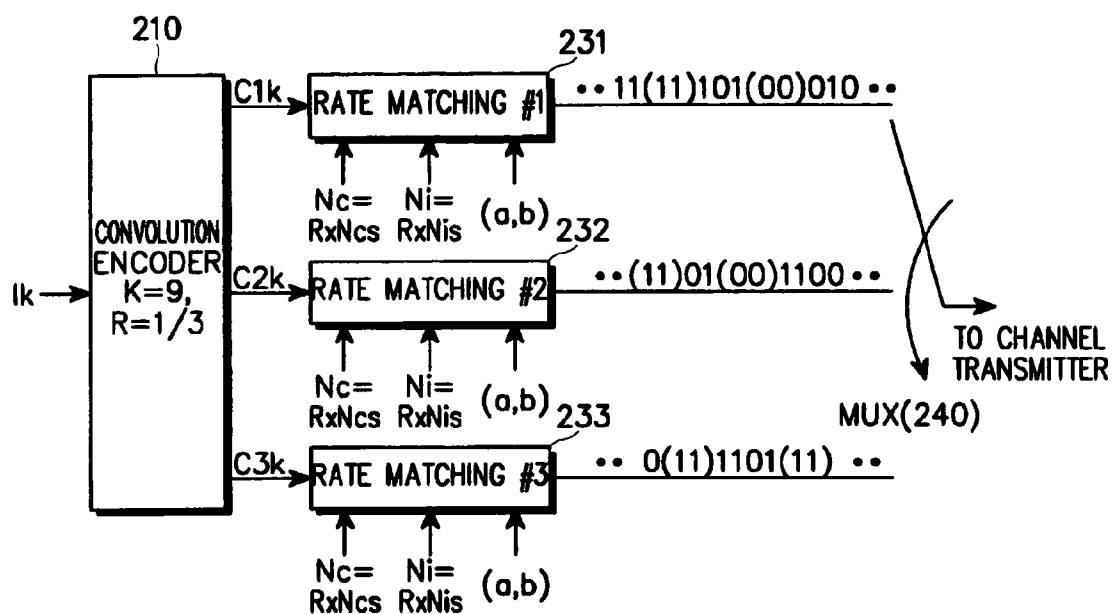 210
231
C1k
RATE MATCHING #1
•• 11(11)101(00)010 ••
Nc=
RxNcs
Ni=
RxNis
(a,b)
232
CONVOLUTION
ENCODER
K=9,
R=1/3
Ik
C2k
RATE MATCHING #2
••(11)01(00)1100 ••
TO CHANNEL
TRANSMITTER
Nc=
RxNcs
Ni=
RxNis
(a,b)
233
MUX(240)
C3k
RATE MATCHING #3
•• 0(11)1101(11) ••
Nc=
RxNcs
Ni=
RxNis
(a,b)